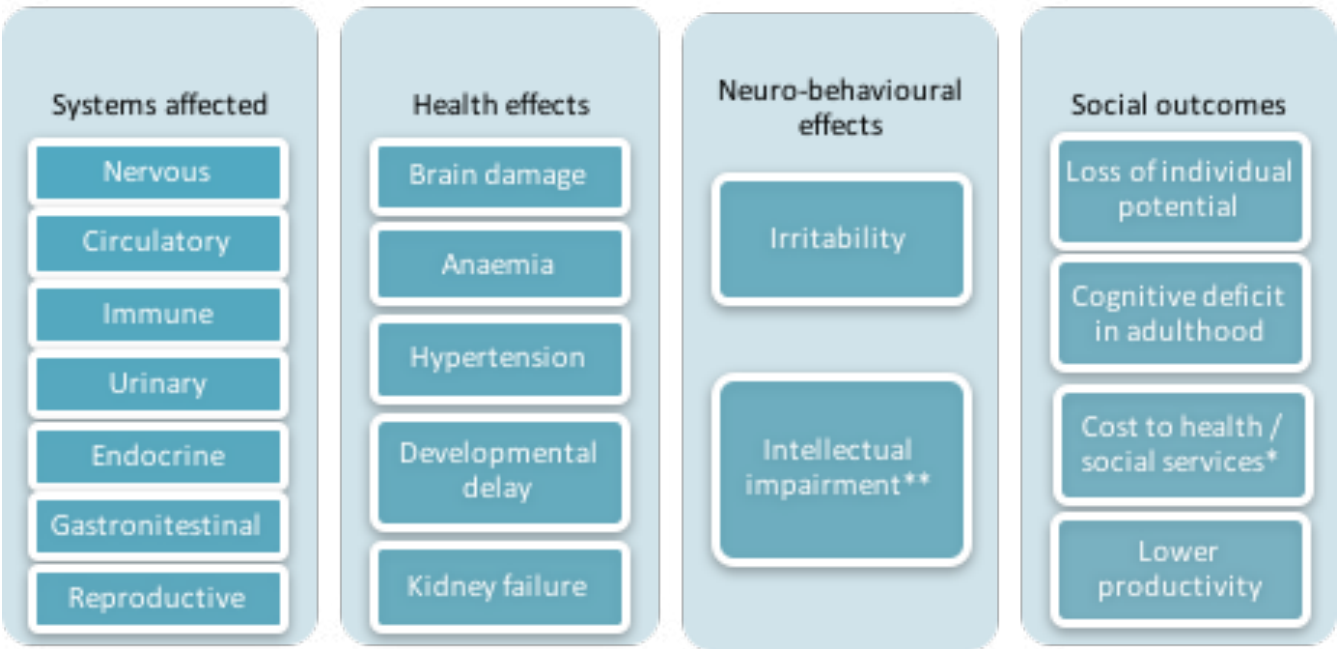 Systems affected
Nervous
Circulatory
Immune
Urinary
Endocrine
Gastronitestinal
Reproductive
Health effects
Brain damage
Anaemia
Hypertension
Developmental
delay
Kidney failure
Neuro-behavioural
effects
Irritability
Intellectual
impairment**
Social outcomes
Loss of individual
potential
Cognitive deficit
in adulthood
Cost to health /
social services*
Lower
productivity